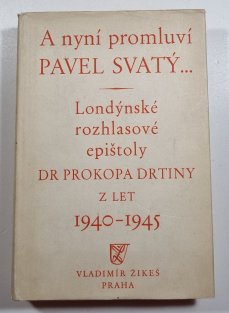 A nyní promluví
PAVEL SVATÝ...
Londýnské
rozhlasové
epištoly
DR PROKOPA DRTINY
Z LET
1940-1945
VLADIMÍR ŽIKEŠ
PRAHA